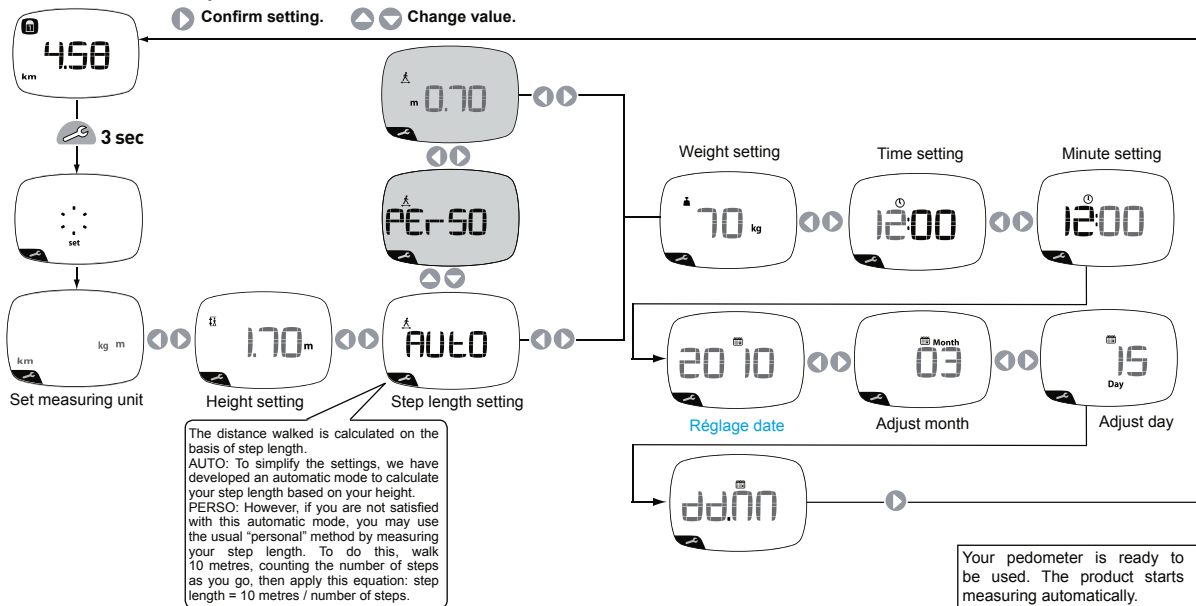 Confirm setting. Change value.
1
4.58
km
3 sec
set
kg m
km
Set measuring unit
1.70 m
Height setting
m 0.70
PErSO
AUtO
Step length setting
Weight setting
70 kg
Time setting
12:00
Minute setting
12:00
2010
Réglage date
Month
03
Adjust month
15
Day
Adjust day
dd.MM
The distance walked is calculated on the
basis of step length.
AUTO: To simplify the settings, we have
developed an automatic mode to calculate
your step length based on your height.
PERSO: However, if you are not satisfied
with this automatic mode, you may use
the usual “personal” method by measuring
your step length. To do this, walk
10 metres, counting the number of steps
as you go, then apply this equation: step
length = 10 metres / number of steps.
Your pedometer is ready to
be used. The product starts
measuring automatically.